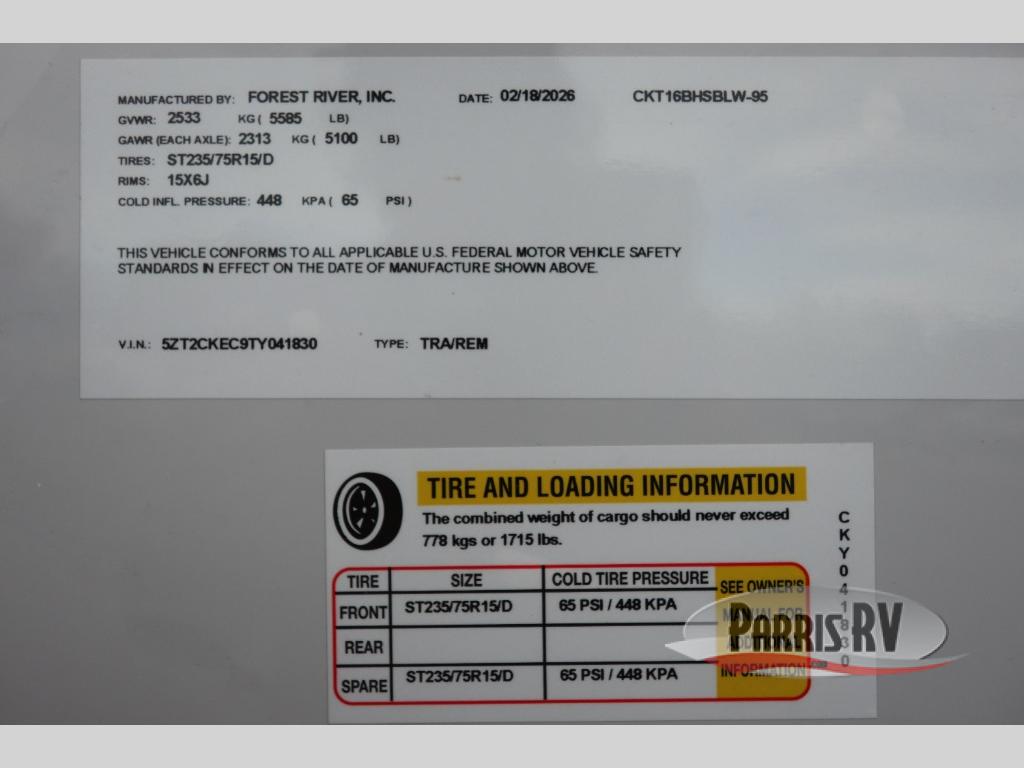 MANUFACTURED BY: FOREST RIVER, INC. DATE: 02/18/2026 CKT16BHSBLW-95
GVWR: 2533 KG ( 5585 LB)
GAWR (EACH AXLE): 2313 KG ( 5100 LB)
TIRES: ST235/75R15/D
RIMS: 15X6J
COLD INFL. PRESSURE: 448 KPA ( 65 PSI )
THIS VEHICLE CONFORMS TO ALL APPLICABLE U.S. FEDERAL MOTOR VEHICLE SAFETY
STANDARDS IN EFFECT ON THE DATE OF MANUFACTURE SHOWN ABOVE.
V.I.N.: 5ZT2CKEC9TY041830 TYPE: TRA/REM
TIRE AND LOADING INFORMATION
The combined weight of cargo should never exceed
778 kgs or 1715 lbs.
TIRE SIZE COLD TIRE PRESSURE
FRONT ST235/75R15/D 65 PSI / 448 KPA
REAR
SPARE ST235/75R15/D 65 PSI / 448 KPA
SEE OWNER'S
MANUAL FOR
ADDITIONAL
INFORMATION
CKY041830
PARRIS RV
.com